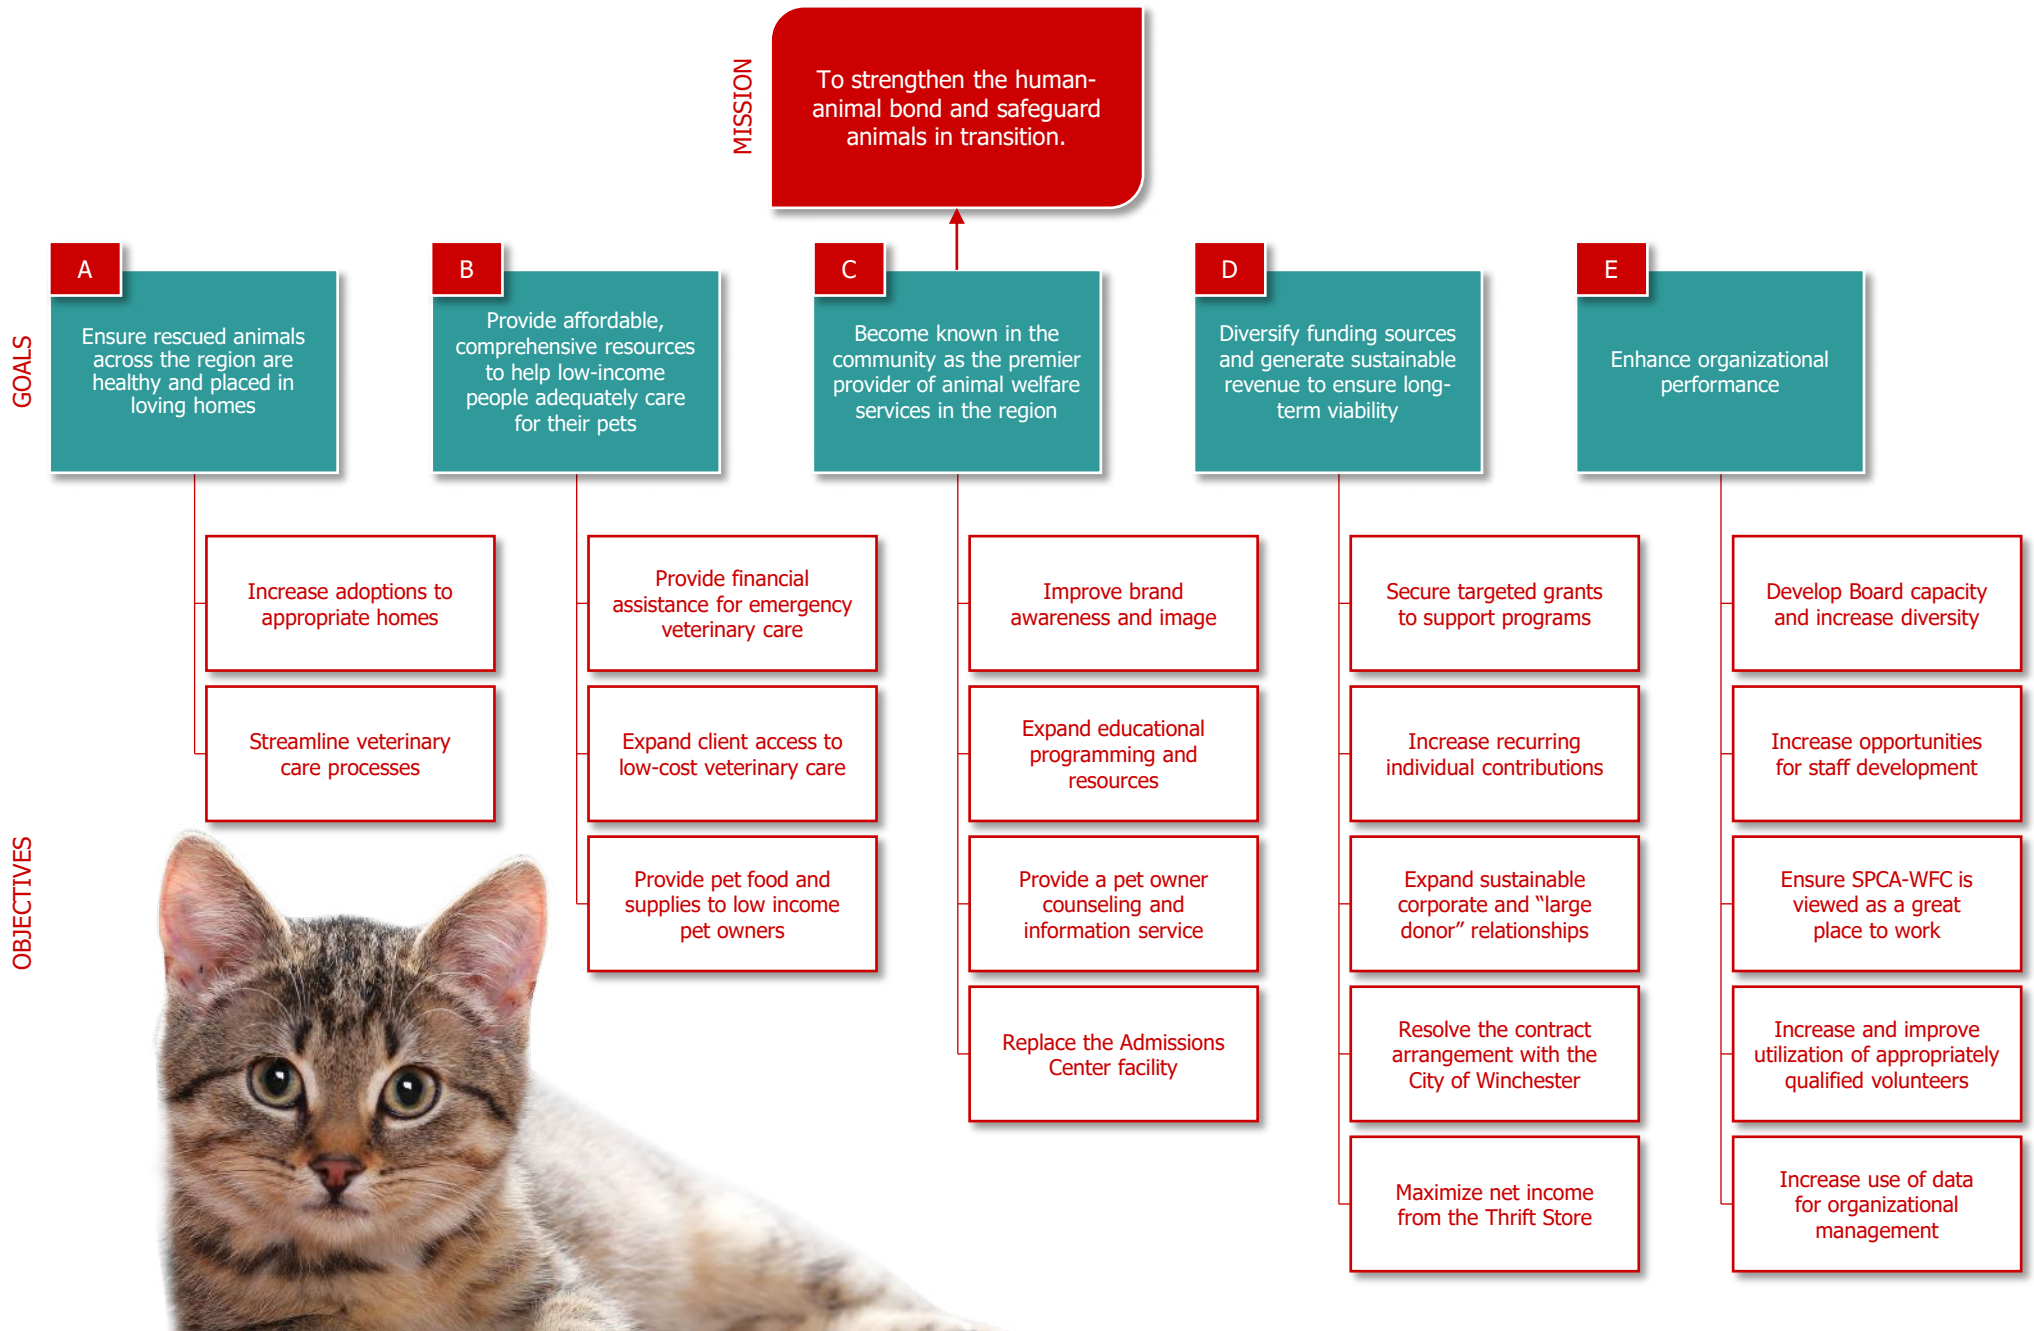 MISSION
To strengthen the human-
animal bond and safeguard
animals in transition.
GOALS
A
Ensure rescued animals
across the region are
healthy and placed in
loving homes
B
Provide affordable,
comprehensive resources
to help low-income
people adequately care
for their pets
C
Become known in the
community as the premier
provider of animal welfare
services in the region
D
Diversify funding sources
and generate sustainable
revenue to ensure long-
term viability
E
Enhance organizational
performance
OBJECTIVES
Increase adoptions to
appropriate homes
Streamline veterinary
care processes
Provide financial
assistance for emergency
veterinary care
Expand client access to
low-cost veterinary care
Provide pet food and
supplies to low income
pet owners
Improve brand
awareness and image
Expand educational
programming and
resources
Provide a pet owner
counseling and
information service
Replace the Admissions
Center facility
Secure targeted grants
to support programs
Increase recurring
individual contributions
Expand sustainable
corporate and “large
donor” relationships
Resolve the contract
arrangement with the
City of Winchester
Maximize net income
from the Thrift Store
Develop Board capacity
and increase diversity
Increase opportunities
for staff development
Ensure SPCA-WFC is
viewed as a great
place to work
Increase and improve
utilization of appropriately
qualified volunteers
Increase use of data
for organizational
management